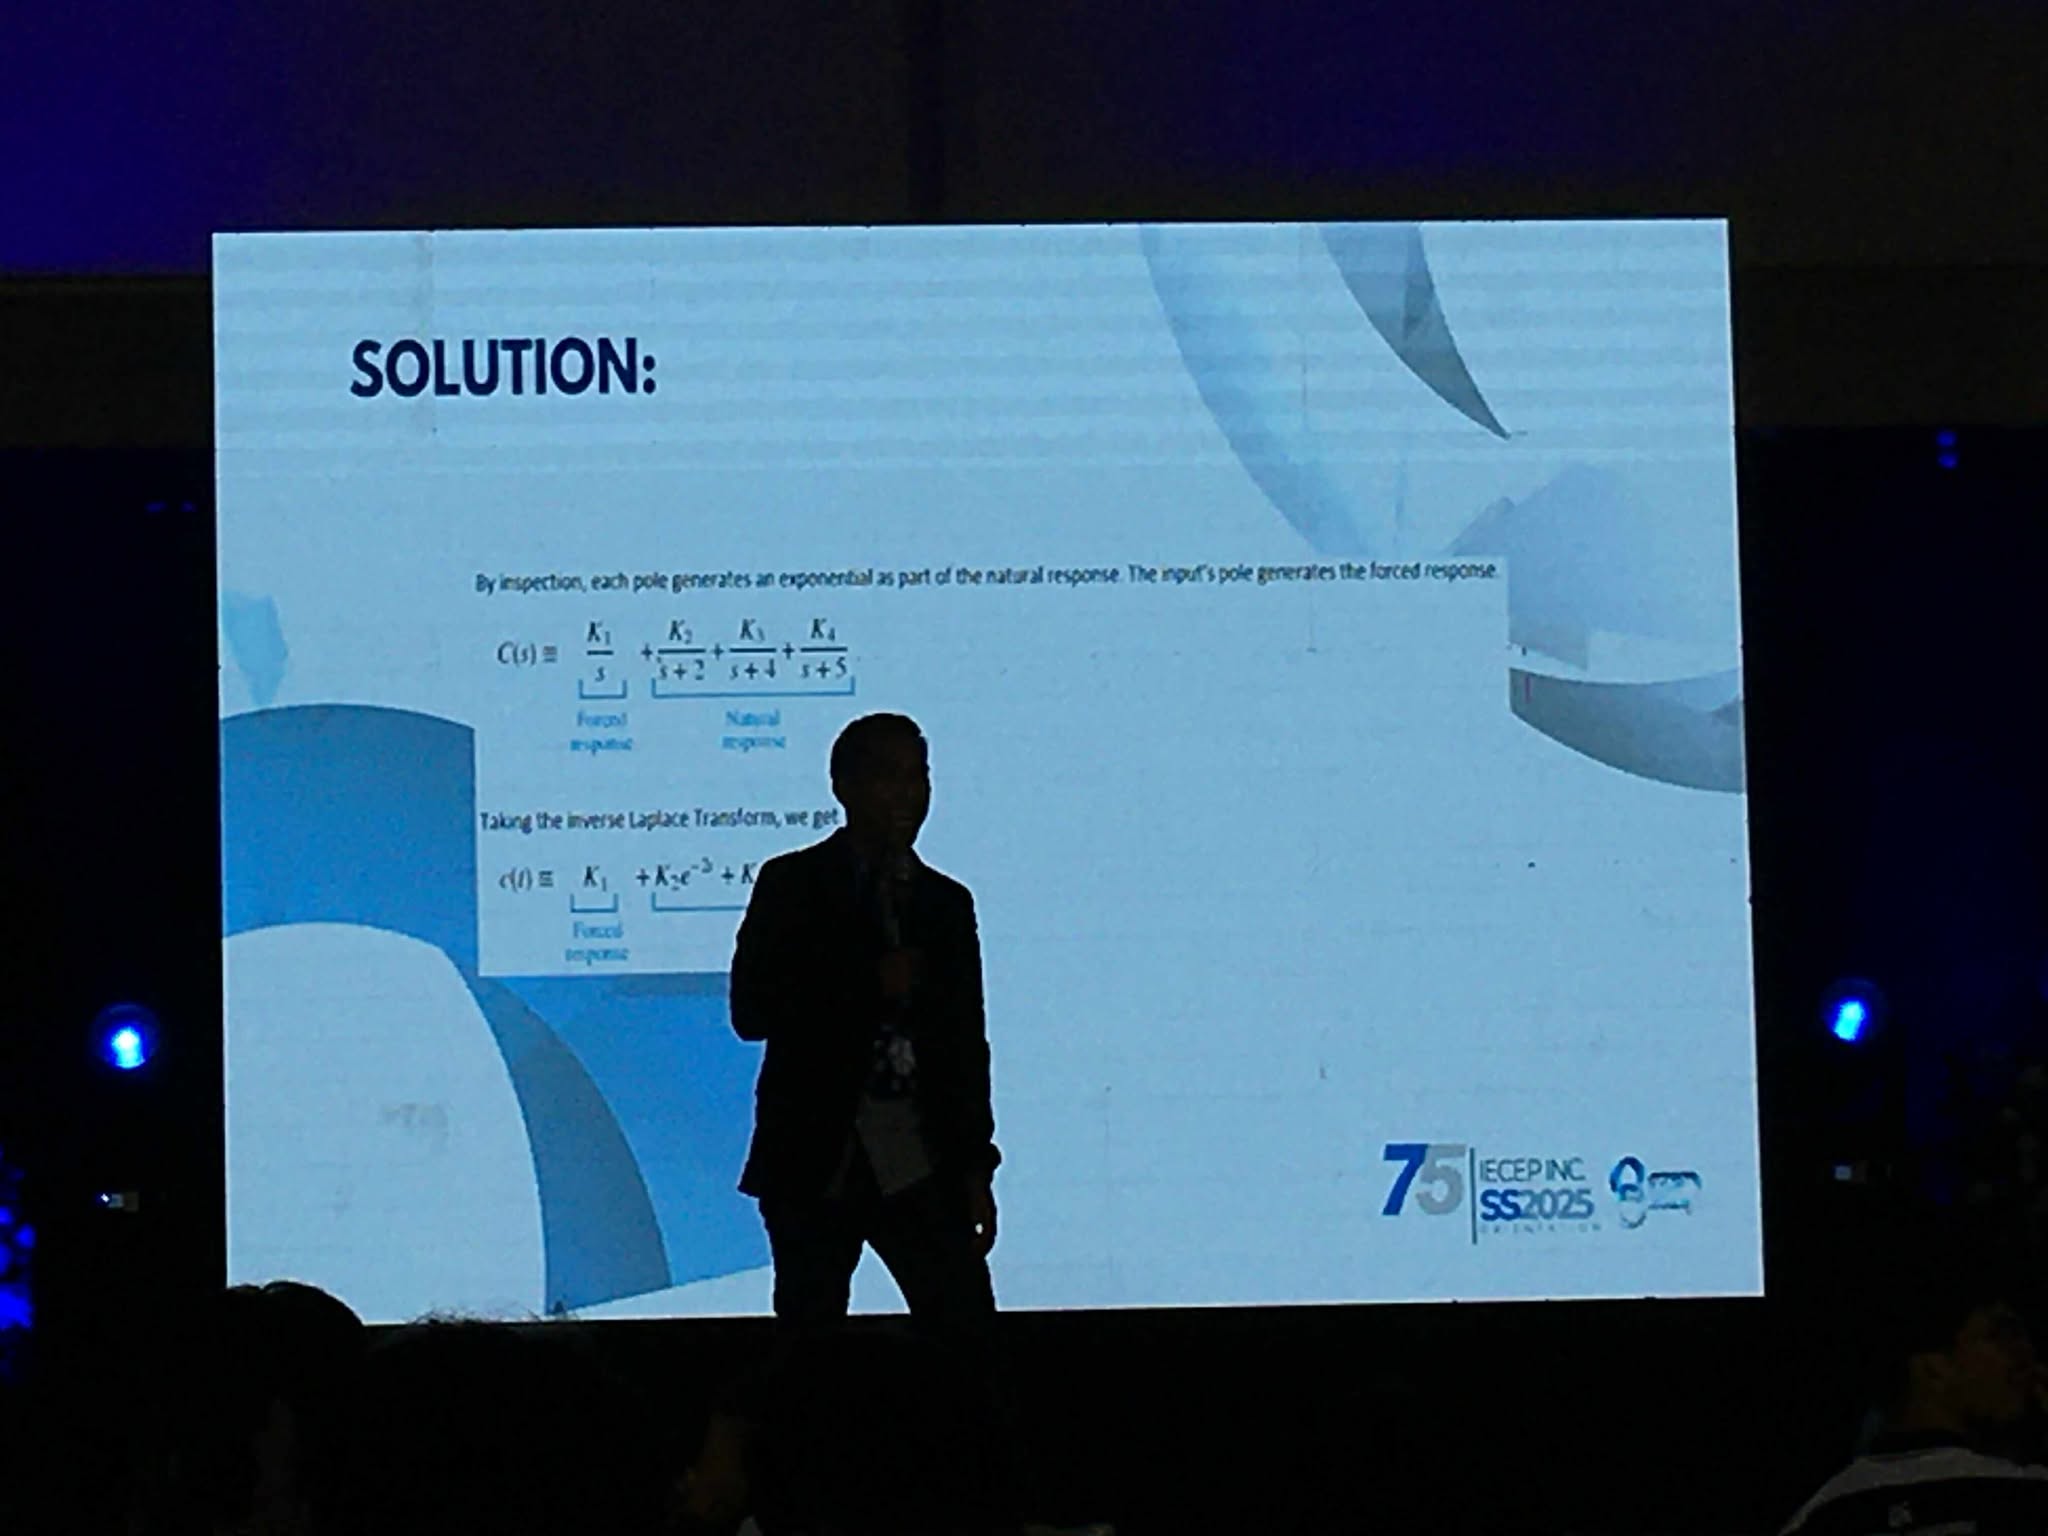 SOLUTION:
By inspection, each pole generates an exponential as part of the natural response. The input's pole generates the forced response.
C(s) ≡ K₁/s + K₂/(s+2) + K₃/(s+4) + K₄/(s+5)
Forced response
Natural response
Taking the inverse Laplace Transform, we get
c(t) ≡ K₁ + K₂e⁻²ᵗ + K
Forced response
75
IECEP INC.
SS2025
ORIENTATION